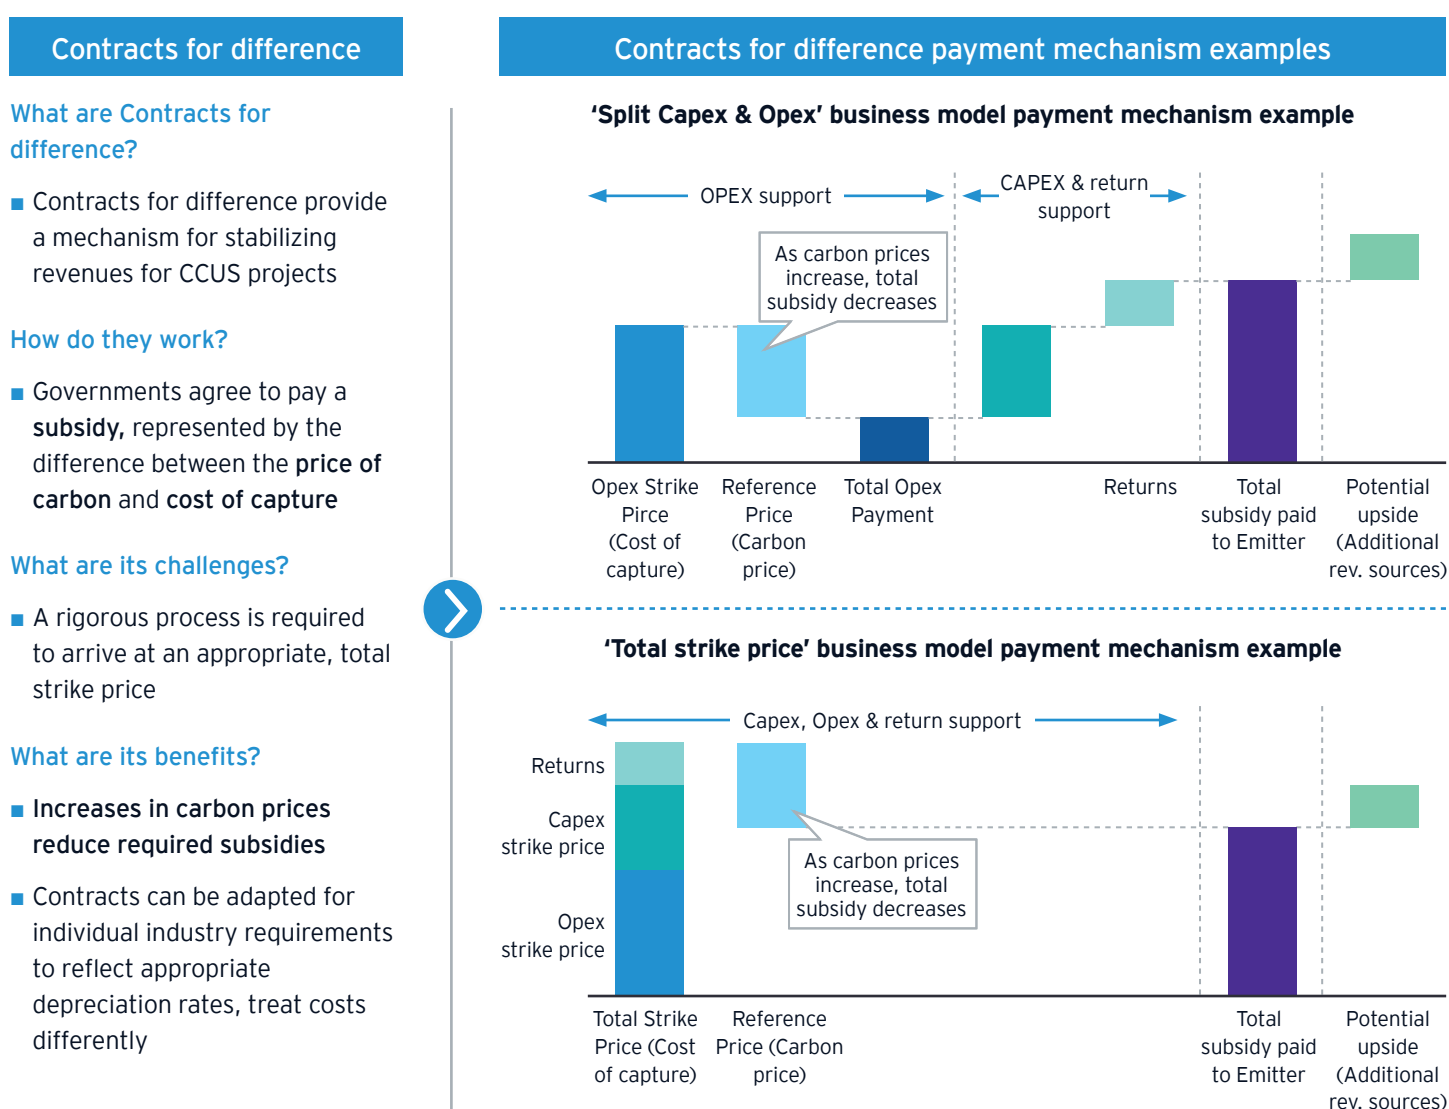 Contracts for difference
What are Contracts for
difference?
■ Contracts for difference provide
a mechanism for stabilizing
revenues for CCUS projects
How do they work?
■ Governments agree to pay a
subsidy, represented by the
difference between the price of
carbon and cost of capture
What are its challenges?
■ A rigorous process is required
to arrive at an appropriate, total
strike price
What are its benefits?
■ Increases in carbon prices
reduce required subsidies
■ Contracts can be adapted for
individual industry requirements
to reflect appropriate
depreciation rates, treat costs
differently
Contracts for difference payment mechanism examples
‘Split Capex & Opex’ business model payment mechanism example
OPEX support
CAPEX & return
support
As carbon prices
increase, total
subsidy decreases
Opex Strike
Pirce
(Cost of
capture)
Reference
Price
(Carbon
price)
Total Opex
Payment
Returns
Total
subsidy paid
to Emitter
Potential
upside
(Additional
rev. sources)
‘Total strike price’ business model payment mechanism example
Capex, Opex & return support
Returns
Capex
strike price
Opex
strike price
As carbon prices
increase, total
subsidy decreases
Total Strike
Price (Cost
of capture)
Reference
Price (Carbon
price)
Total
subsidy paid
to Emitter
Potential
upside
(Additional
rev. sources)